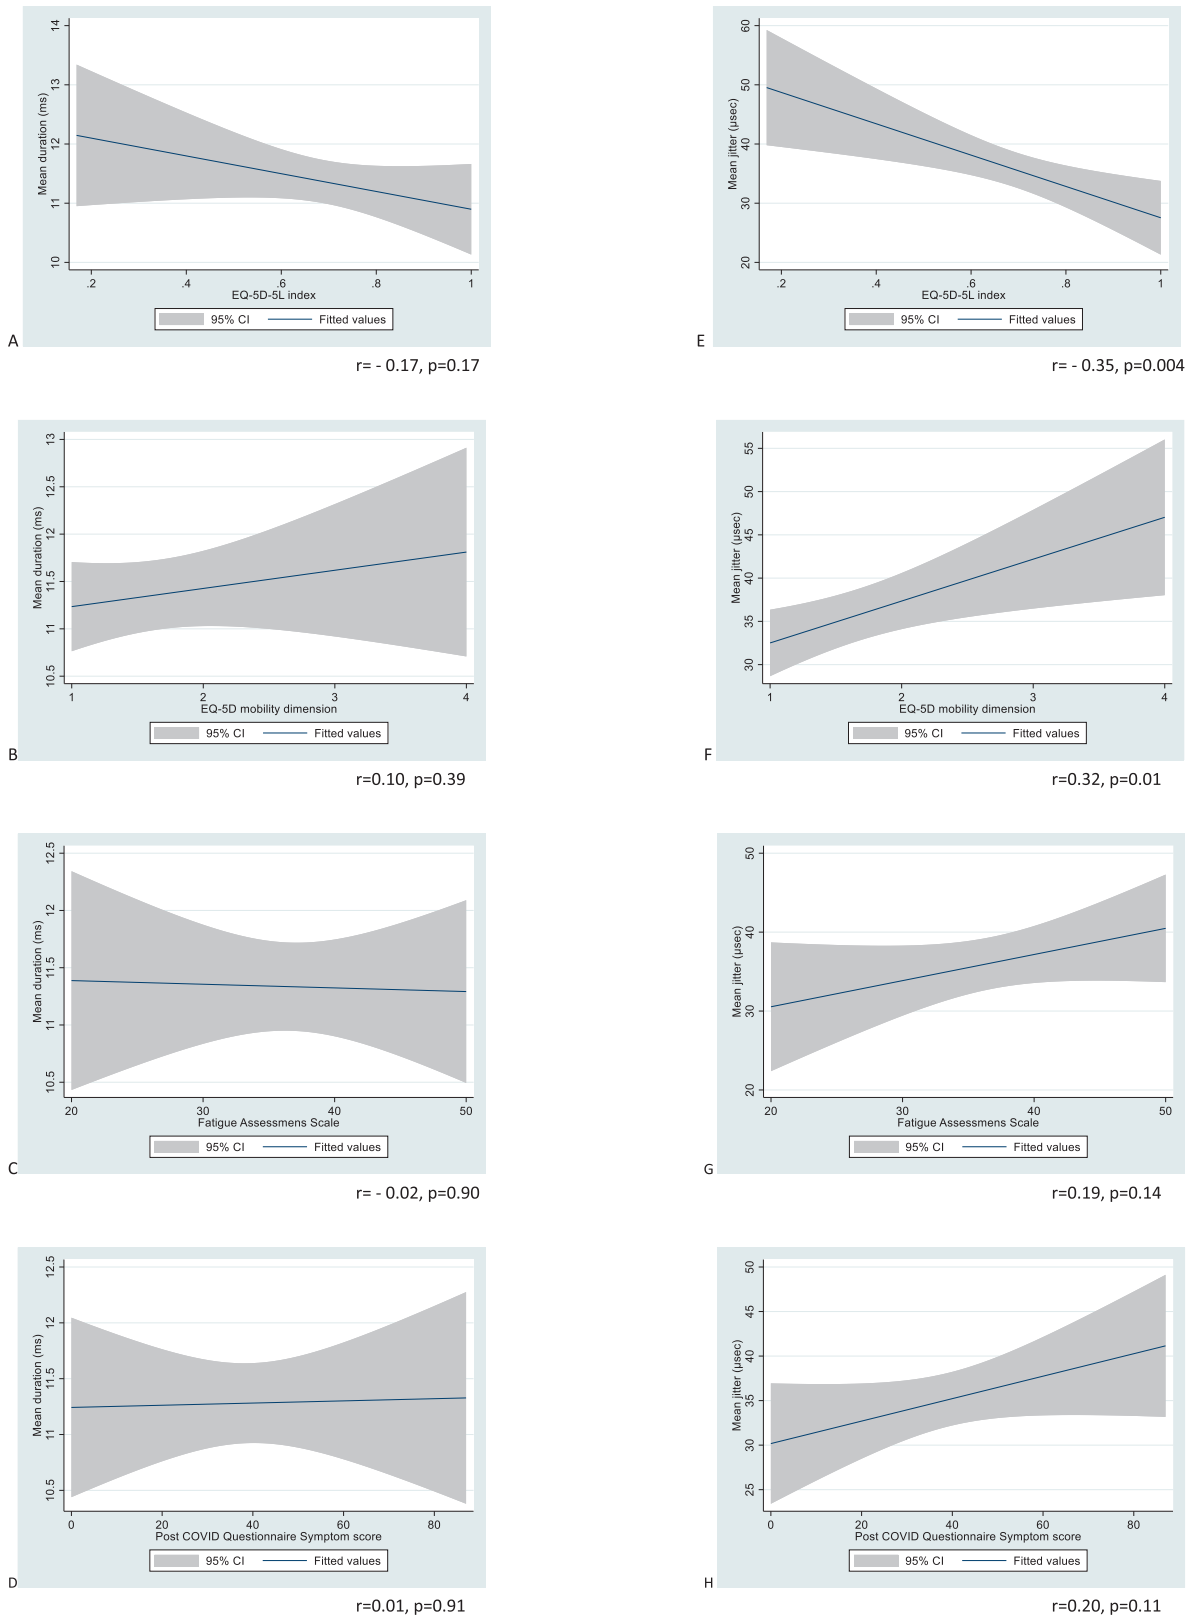 14
13
12
11
10
Mean duration (ms)
.2 .4 .6 .8 1
EQ-5D-5L index
95% CI Fitted values
A
r= - 0.17, p=0.17
60
50
40
30
20
Mean jitter (µsec)
.2 .4 .6 .8 1
EQ-5D-5L index
95% CI Fitted values
E
r= - 0.35, p=0.004
13
12.5
12
11.5
11
10.5
Mean duration (ms)
1 2 3 4
EQ-5D mobility dimension
95% CI Fitted values
B
r=0.10, p=0.39
55
50
45
40
35
30
Mean jitter (µsec)
1 2 3 4
EQ-5D mobility dimension
95% CI Fitted values
F
r=0.32, p=0.01
12.5
12
11.5
11
10.5
Mean duration (ms)
20 30 40 50
Fatigue Assessmens Scale
95% CI Fitted values
C
r= - 0.02, p=0.90
50
40
30
20
Mean jitter (µsec)
20 30 40 50
Fatigue Assessmens Scale
95% CI Fitted values
G
r=0.19, p=0.14
12.5
12
11.5
11
10.5
Mean duration (ms)
0 20 40 60 80
Post COVID Questionnaire Symptom score
95% CI Fitted values
D
r=0.01, p=0.91
50
45
40
35
30
25
Mean jitter (µsec)
0 20 40 60 80
Post COVID Questionnaire Symptom score
95% CI Fitted values
H
r=0.20, p=0.11